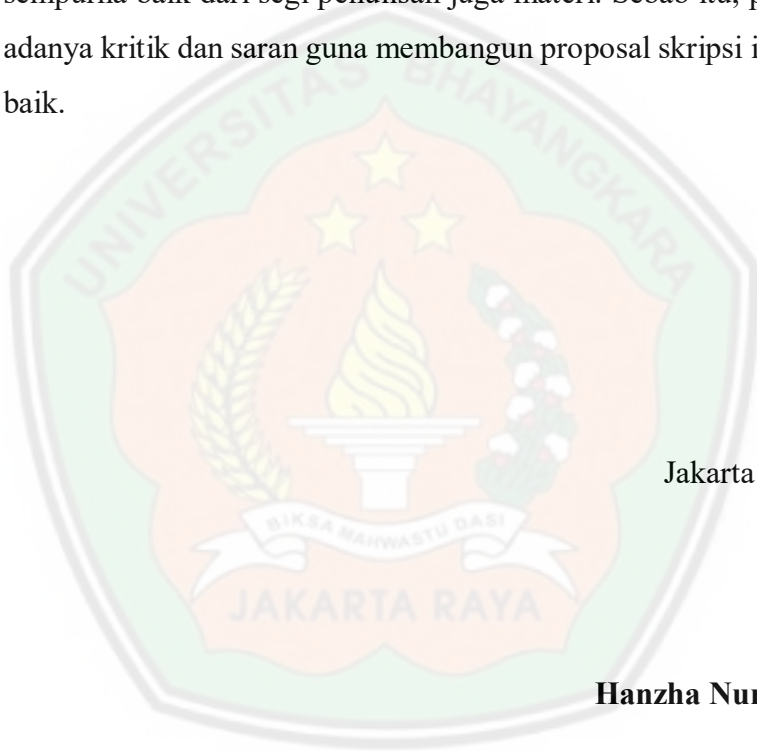 sempurna baik dari segi penulisan juga materi. Sebab itu, p
adanya kritik dan saran guna membangun proposal skripsi i
baik.
UNIVERSITAS BHAYANGKARA
BIKSA MAHWASTU DASI
JAKARTA RAYA
Jakarta
Hanzha Nur